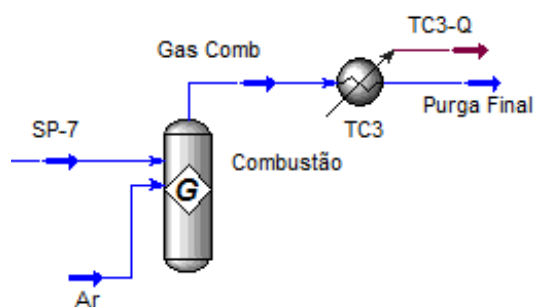 TC3-Q
Gas Comb
Purga Final
SP-7
TC3
Combustão
G
Ar